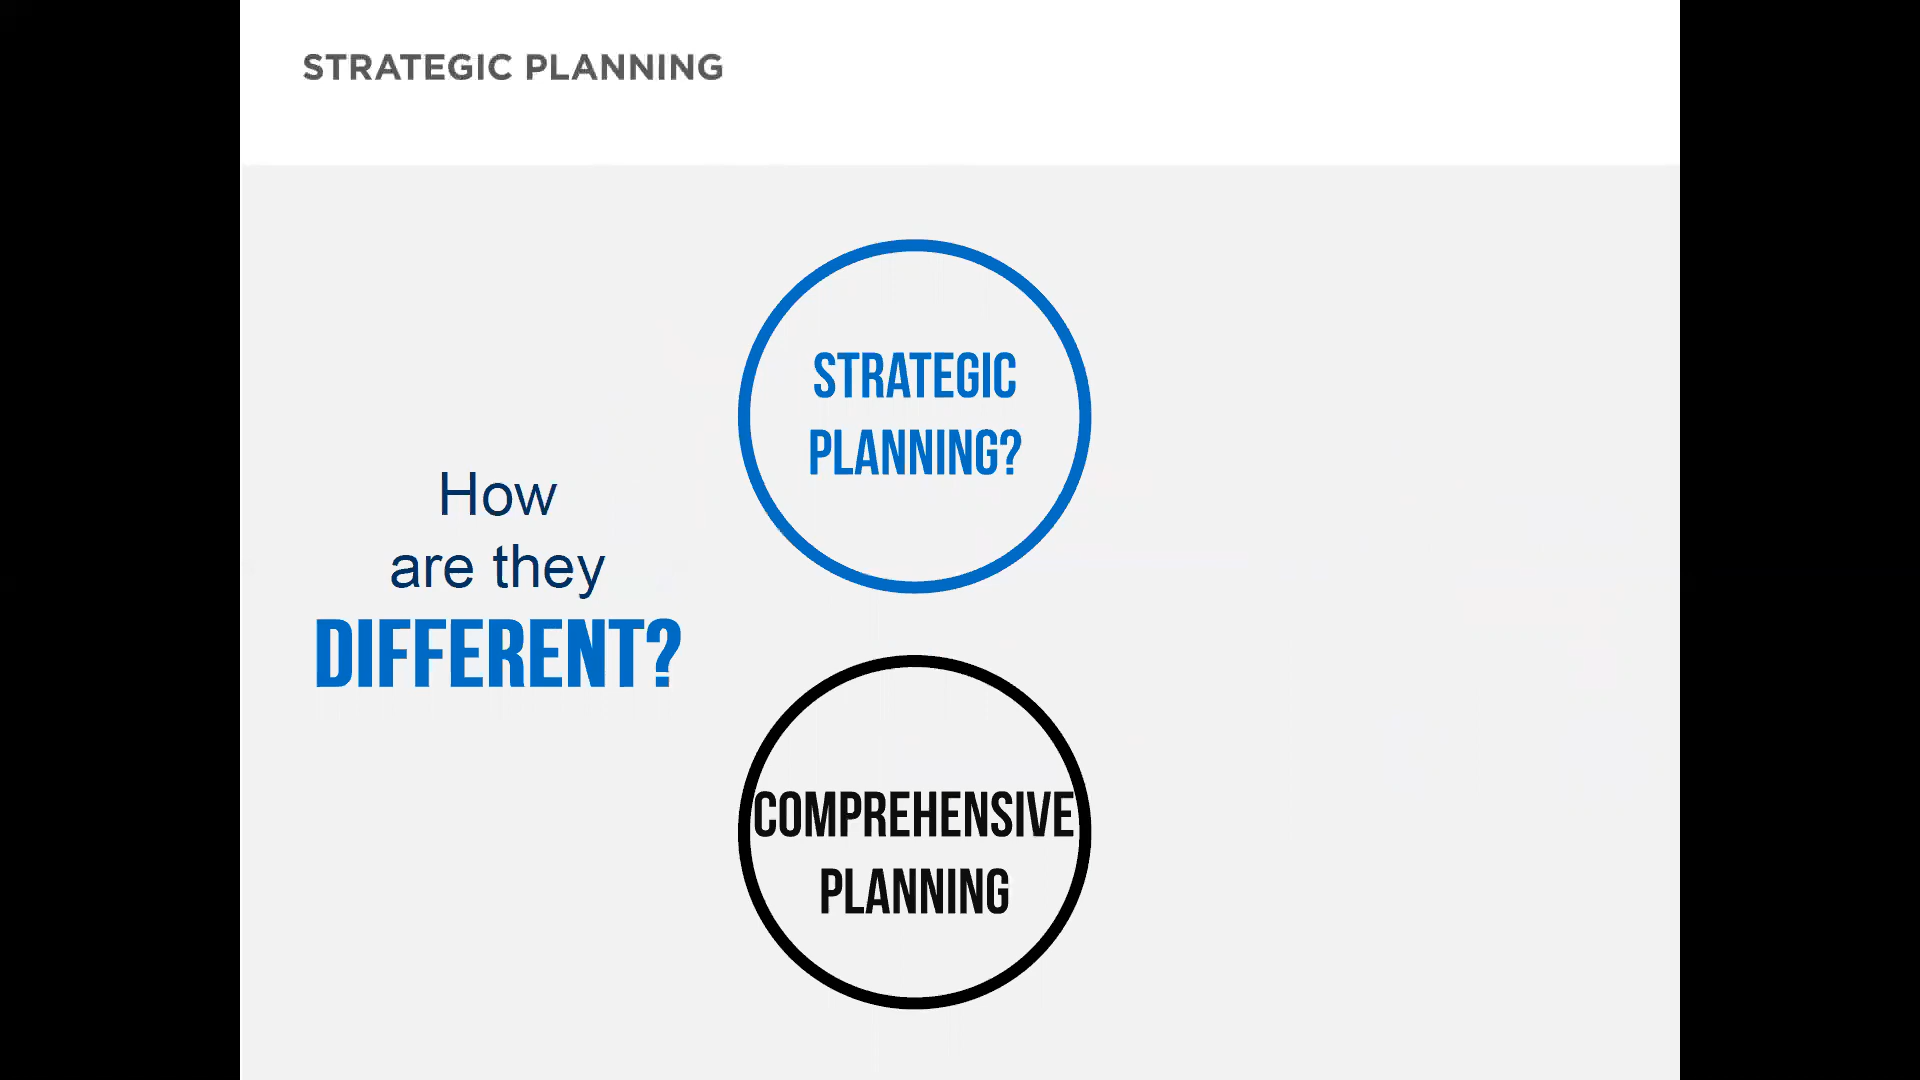 STRATEGIC PLANNING
How
are they
DIFFERENT?
STRATEGIC
PLANNING?
COMPREHENSIVE
PLANNING